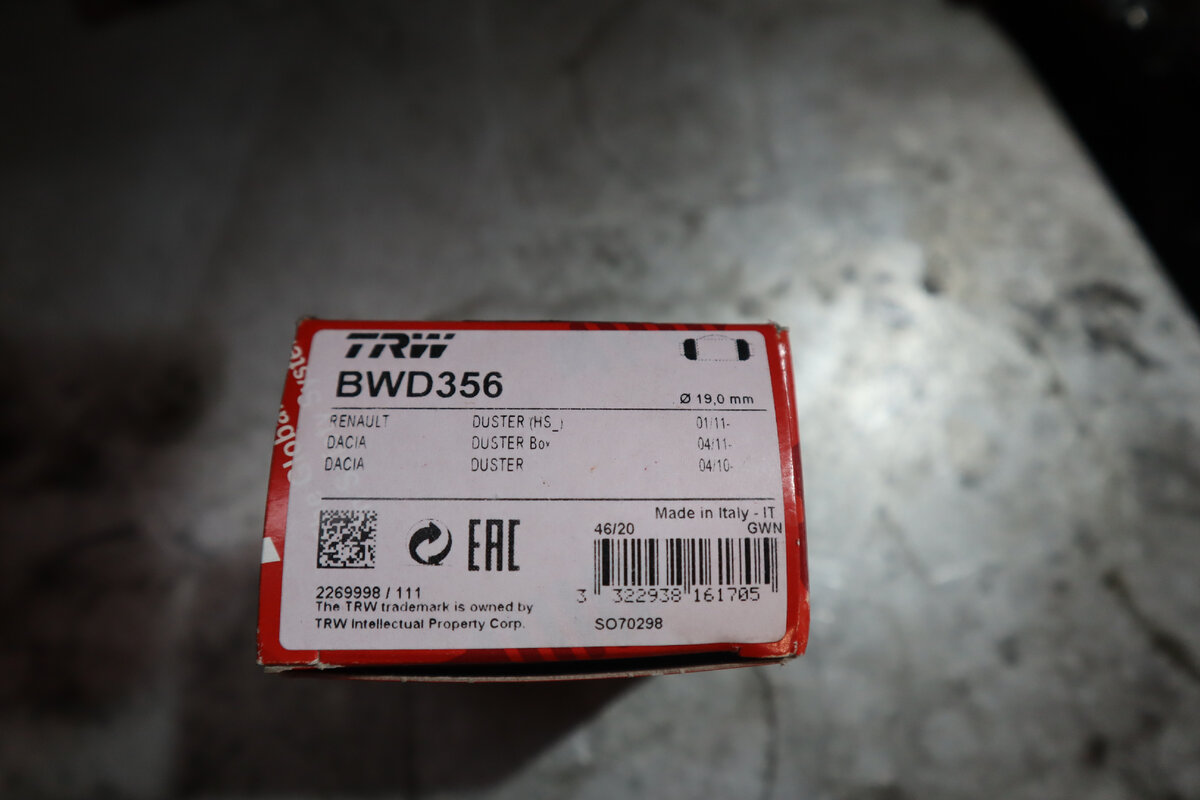 TRW
BWD356
Ø 19,0 mm
RENAULT DUSTER (HS_) 01/11-
DACIA DUSTER Box 04/11-
DACIA DUSTER 04/10-
Made in Italy - IT
46/20 GWN
EAC
3 322938 161705
2269998 / 111
The TRW trademark is owned by
TRW Intellectual Property Corp.
SO70298